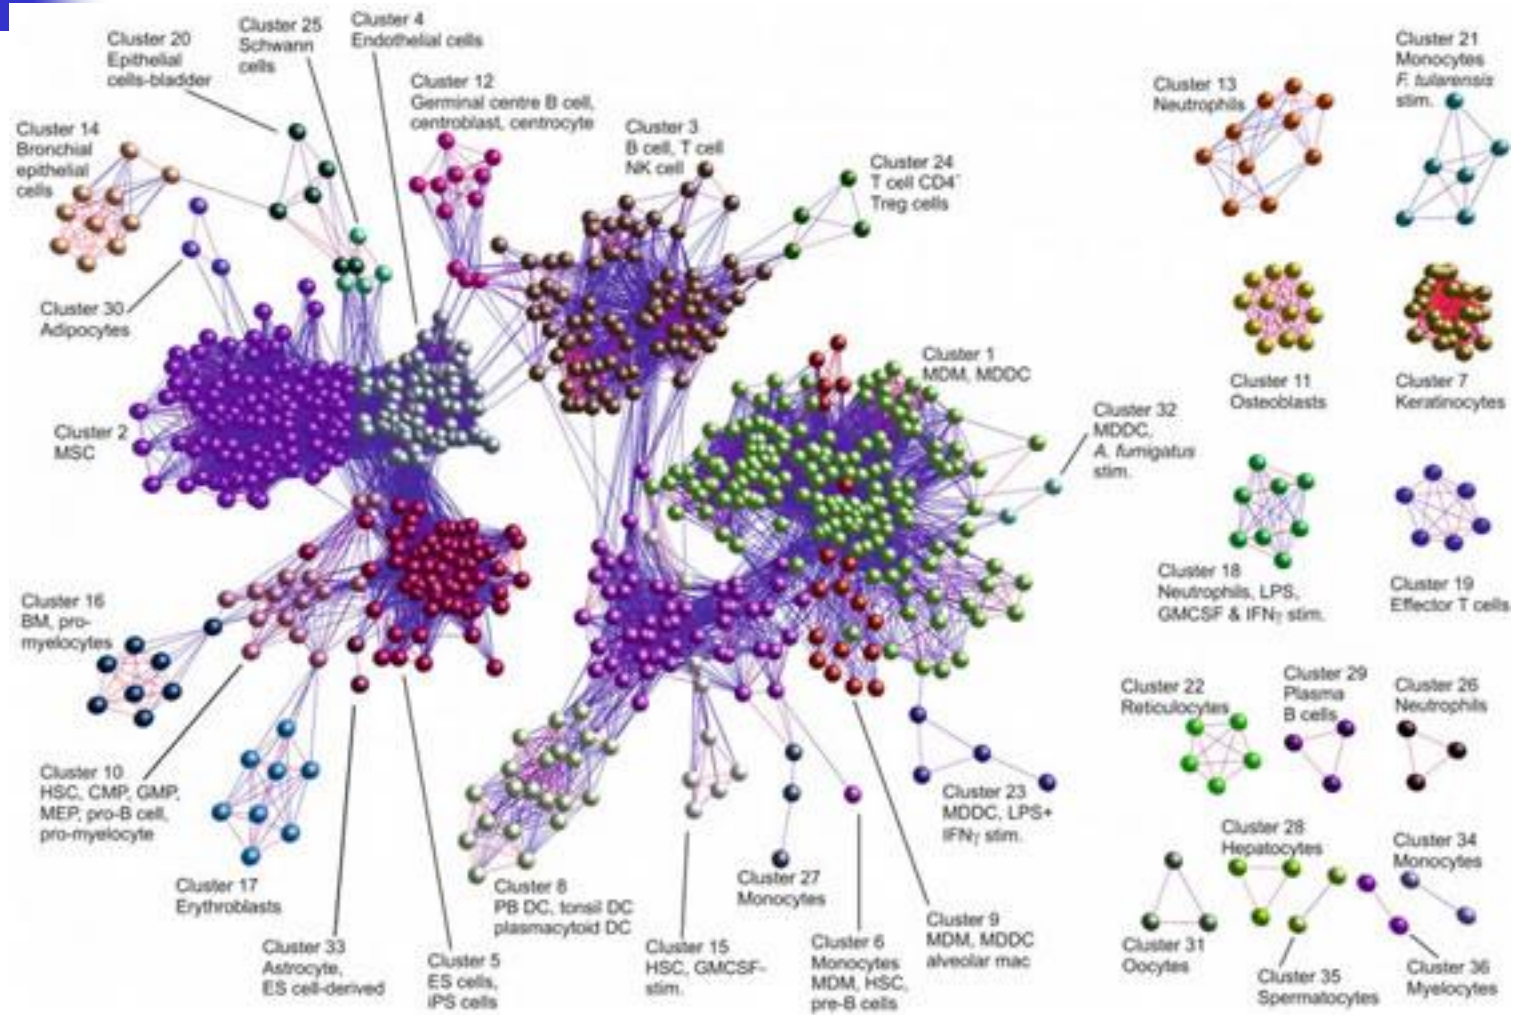 Cluster 20
Epithelial
cells-bladder
Cluster 25
Schwann
cells
Cluster 4
Endothelial cells
Cluster 12
Germinal centre B cell,
centroblast, centrocyte
Cluster 3
B cell, T cell
NK cell
Cluster 24
T cell CD4⁻
Treg cells
Cluster 14
Bronchial
epithelial
cells
Cluster 30
Adipocytes
Cluster 2
MSC
Cluster 1
MDM, MDDC
Cluster 32
MDDC,
A. fumigatus
stim.
Cluster 16
BM, pro-
myelocytes
Cluster 10
HSC, CMP, GMP,
MEP, pro-B cell,
pro-myelocyte
Cluster 17
Erythroblasts
Cluster 33
Astrocyte,
ES cell-derived
Cluster 5
ES cells,
iPS cells
Cluster 8
PB DC, tonsil DC
plasmacytoid DC
Cluster 15
HSC, GMCSF-
stim.
Cluster 27
Monocytes
Cluster 6
Monocytes
MDM, HSC,
pre-B cells
Cluster 9
MDM, MDDC
alveolar mac
Cluster 23
MDDC, LPS+
IFNγ stim.
Cluster 13
Neutrophils
Cluster 21
Monocytes
F. tularensis
stim.
Cluster 11
Osteoblasts
Cluster 7
Keratinocytes
Cluster 18
Neutrophils, LPS,
GMCSF & IFNγ stim.
Cluster 19
Effector T cells
Cluster 22
Reticulocytes
Cluster 29
Plasma
B cells
Cluster 26
Neutrophils
Cluster 31
Oocytes
Cluster 28
Hepatocytes
Cluster 34
Monocytes
Cluster 35
Spermatocytes
Cluster 36
Myelocytes